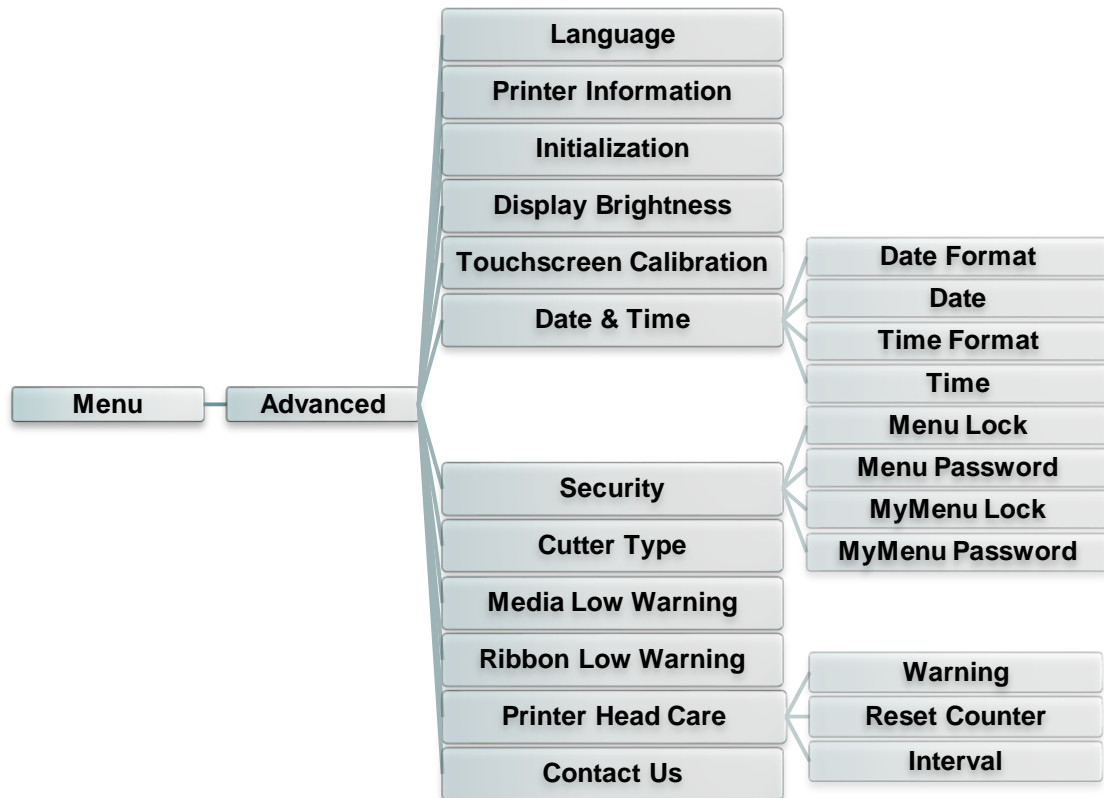 Menu
Advanced
Language
Printer Information
Initialization
Display Brightness
Touchscreen Calibration
Date & Time
Date Format
Date
Time Format
Time
Security
Menu Lock
Menu Password
MyMenu Lock
MyMenu Password
Cutter Type
Media Low Warning
Ribbon Low Warning
Printer Head Care
Warning
Reset Counter
Interval
Contact Us